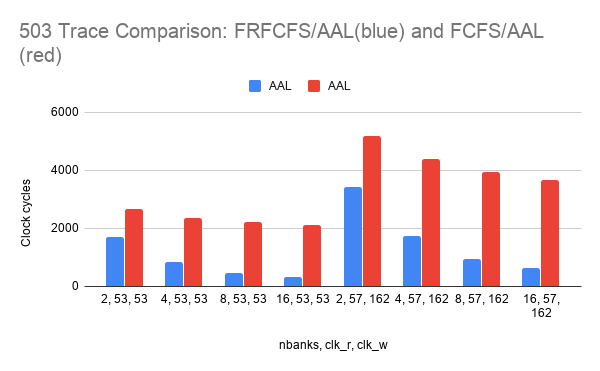 503 Trace Comparison: FRFCFS/AAL(blue) and FCFS/AAL
(red)
AAL AAL
6000
4000
2000
0
Clock cycles
2, 53, 53 4, 53, 53 8, 53, 53 16, 53, 53 2, 57, 162 4, 57, 162 8, 57, 162 16, 57,
162
nbanks, clk_r, clk_w